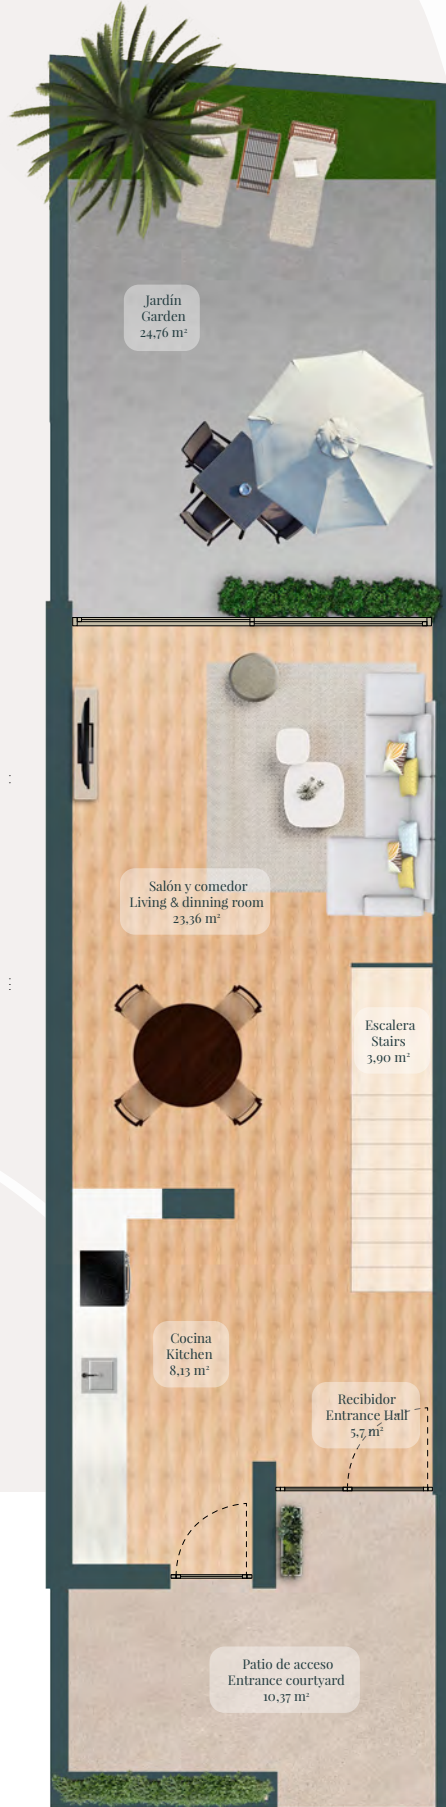 Jardín
Garden
24,76 m²
Salón y comedor
Living & dinning room
23,36 m²
Escalera
Stairs
3,90 m²
Cocina
Kitchen
8,13 m²
Recibidor
Entrance Hall
5,7 m²
Patio de acceso
Entrance courtyard
10,37 m²